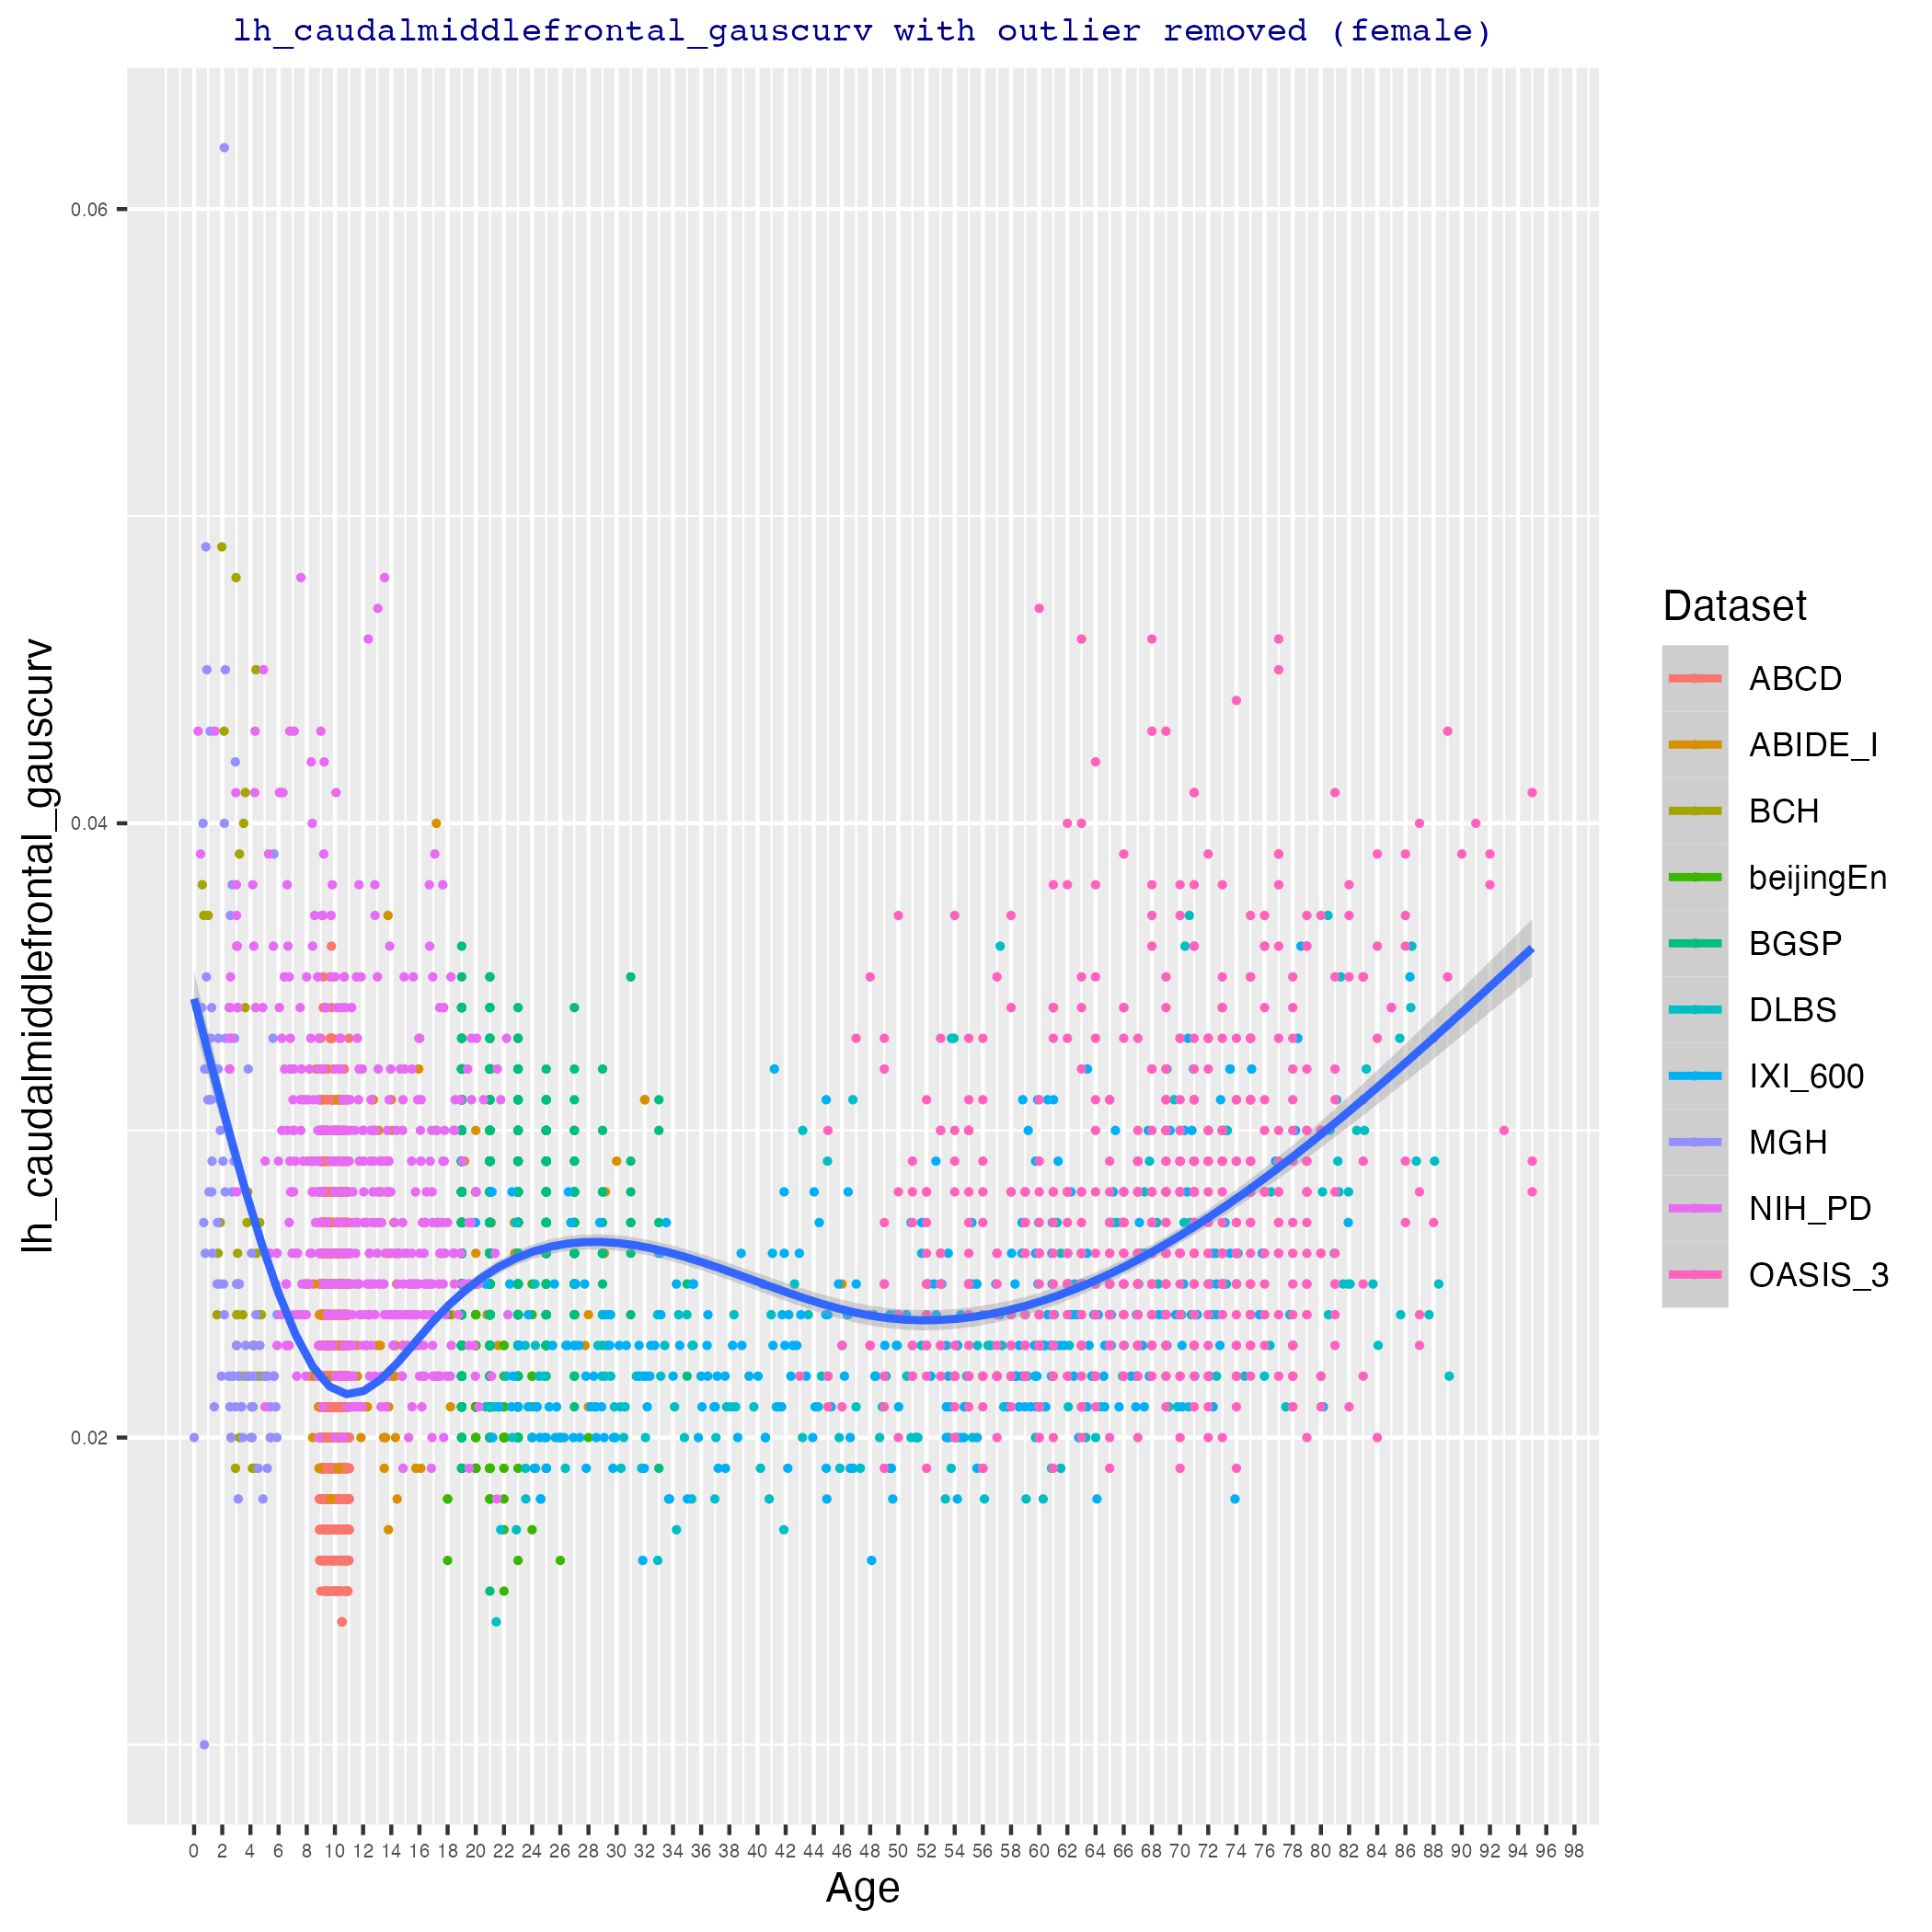 lh_caudalmiddlefrontal_gauscurv with outlier removed (female)
lh_caudalmiddlefrontal_gauscurv
0.06
0.04
0.02
0 2 4 6 8 10 12 14 16 18 20 22 24 26 28 30 32 34 36 38 40 42 44 46 48 50 52 54 56 58 60 62 64 66 68 70 72 74 76 78 80 82 84 86 88 90 92 94 96 98
Age
Dataset
ABCD
ABIDE_I
BCH
beijingEn
BGSP
DLBS
IXI_600
MGH
NIH_PD
OASIS_3